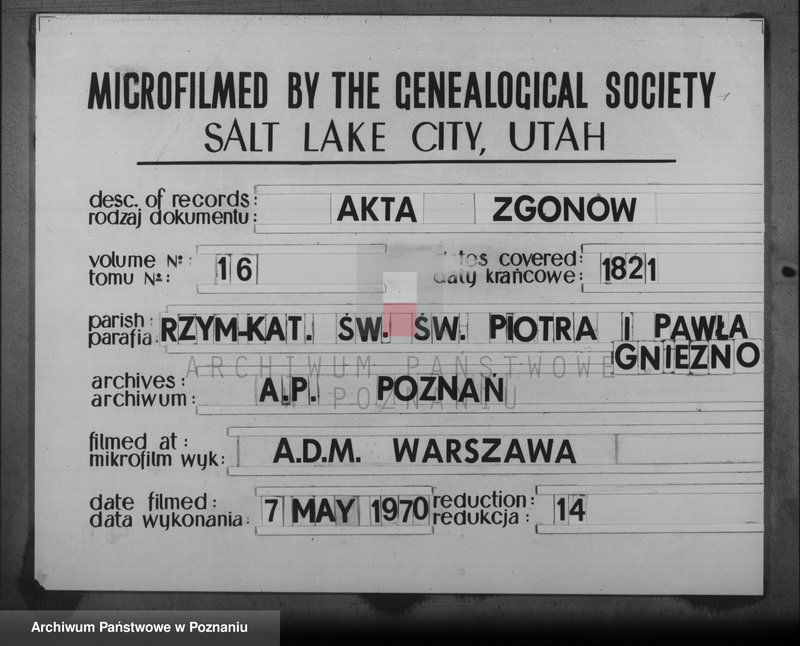 MICROFILMED BY THE GENEALOGICAL SOCIETY
SALT LAKE CITY, UTAH
desc. of records: AKTA ZGONÓW
rodzaj dokumentu:
volume No: 16 dates covered: 1821
tomu No: daty krańcowe:
parish: RZYM-KAT. ŚW. ŚW. PIOTRA I PAWŁA
parafia: GNIEZNO
ARCHIWUM PAŃSTWOWE
W POZNANIU
archives: A.P. POZNAŃ
archiwum:
filmed at: A.D.M. WARSZAWA
mikrofilm wyk:
date filmed: 7 MAY 1970 reduction: 14
data wykonania: redukcja:
Archiwum Państwowe w Poznaniu